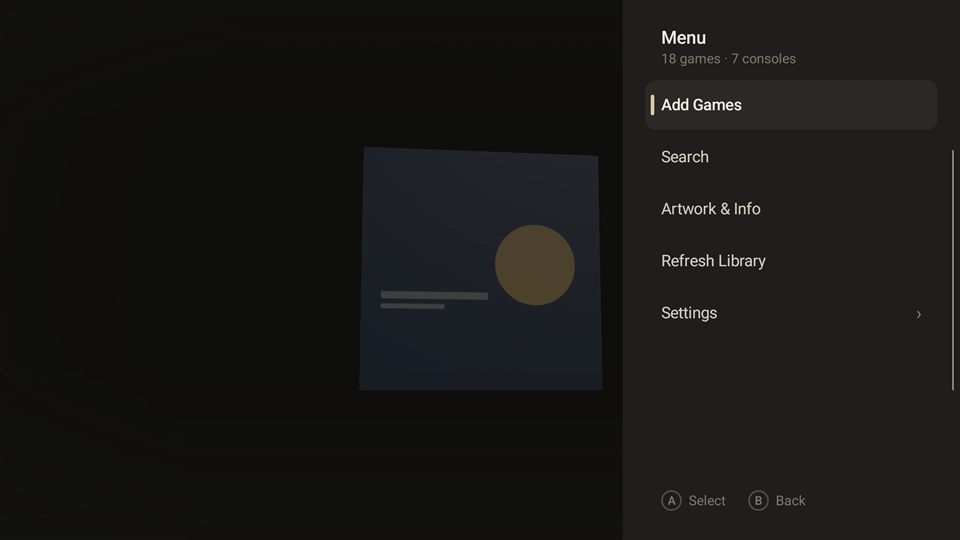 Menu
18 games · 7 consoles
Add Games
Search
Artwork & Info
Refresh Library
Settings ›
A Select B Back